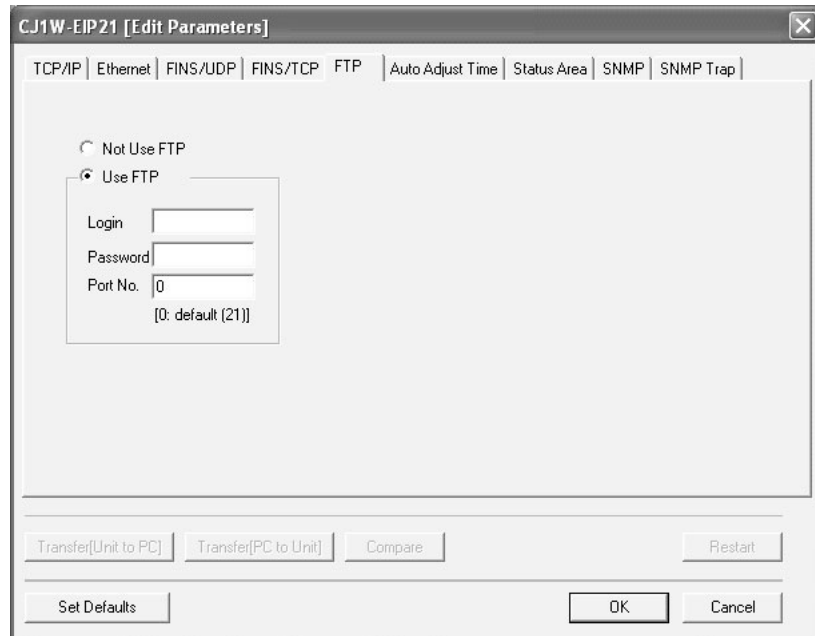 CJ1W-EIP21 [Edit Parameters]
TCP/IP Ethernet FINS/UDP FINS/TCP FTP Auto Adjust Time Status Area SNMP SNMP Trap
Not Use FTP
Use FTP
Login
Password
Port No. 0
[0: default (21)]
Transfer[Unit to PC] Transfer[PC to Unit] Compare Restart
Set Defaults OK Cancel